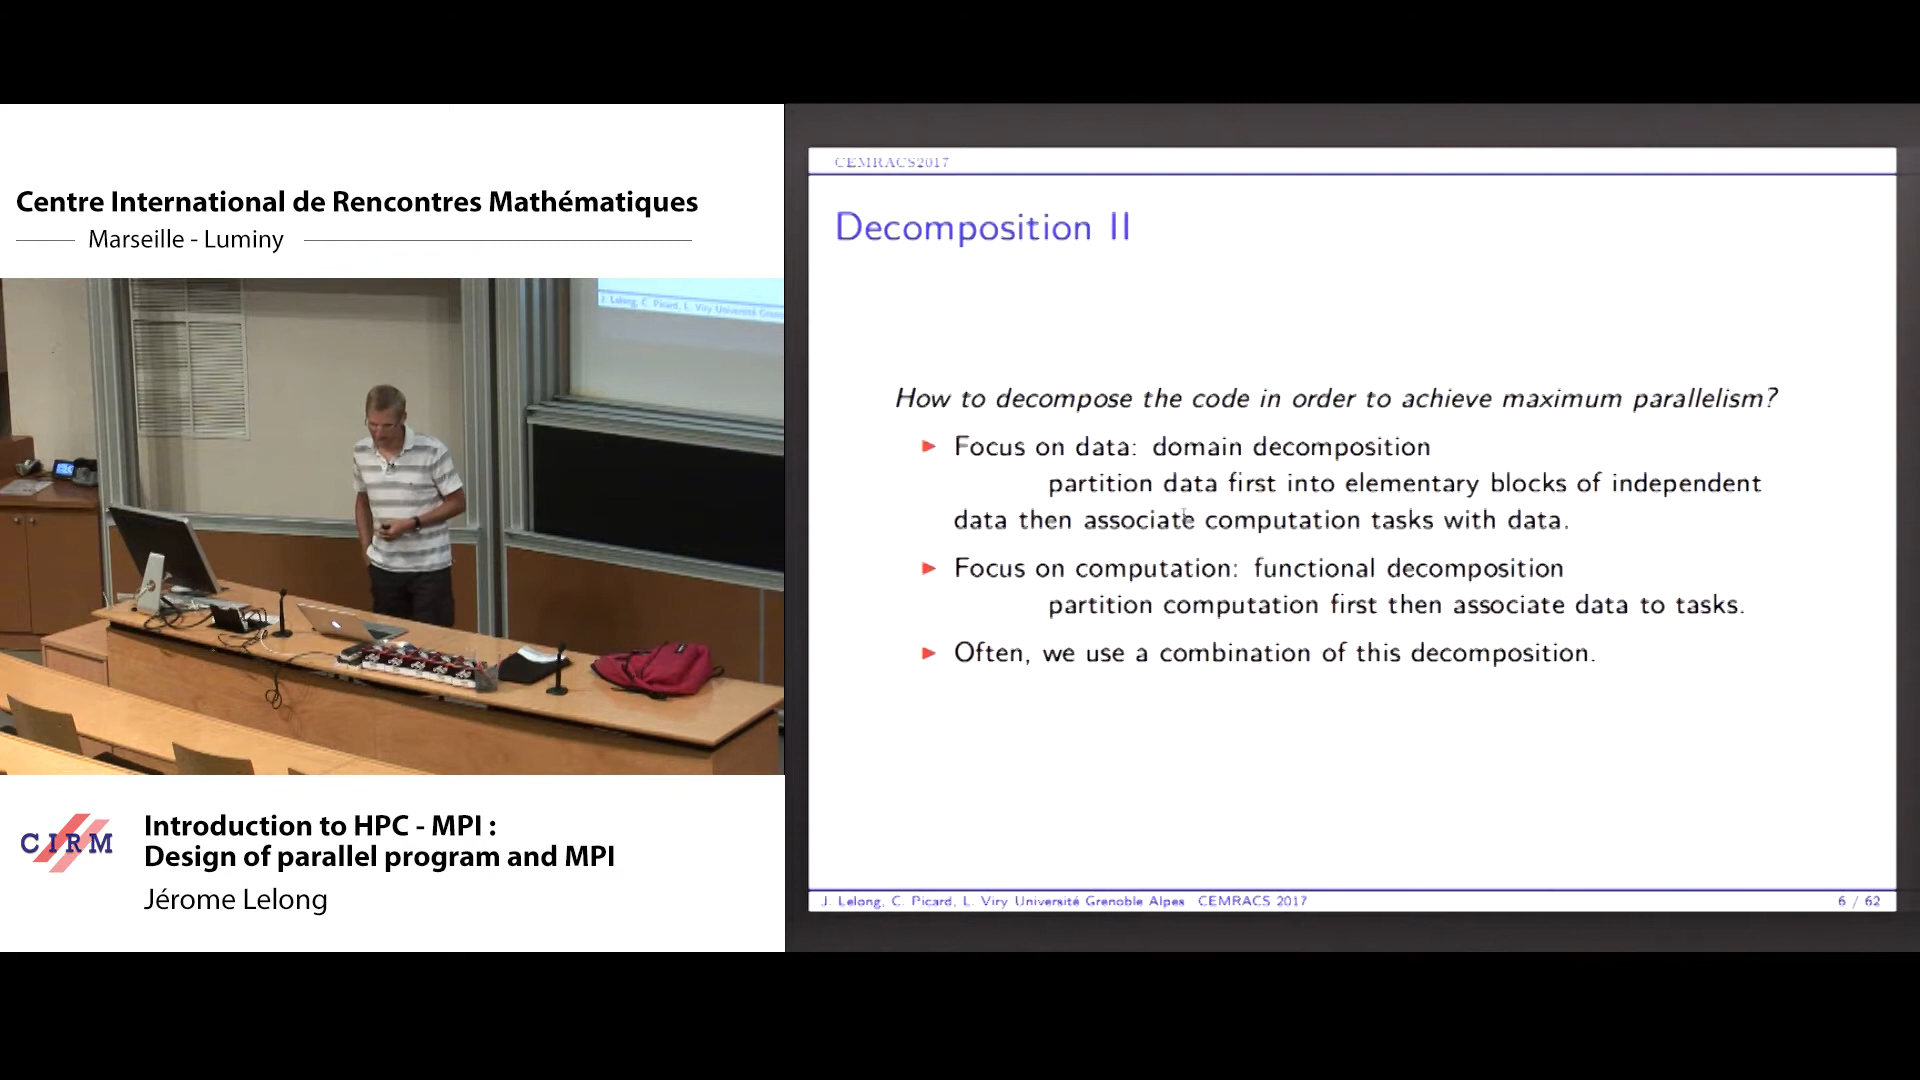 Centre International de Rencontres Mathématiques
Marseille - Luminy
J. Lelong, C. Picard, L. Viry Université
CIRM
Introduction to HPC - MPI :
Design of parallel program and MPI
Jérome Lelong
CEMRACS2017
Decomposition II
How to decompose the code in order to achieve maximum parallelism?
Focus on data: domain decomposition
partition data first into elementary blocks of independent
data then associate computation tasks with data.
Focus on computation: functional decomposition
partition computation first then associate data to tasks.
Often, we use a combination of this decomposition.
J. Lelong, C. Picard, L. Viry Université Grenoble Alpes CEMRACS 2017
6 / 62